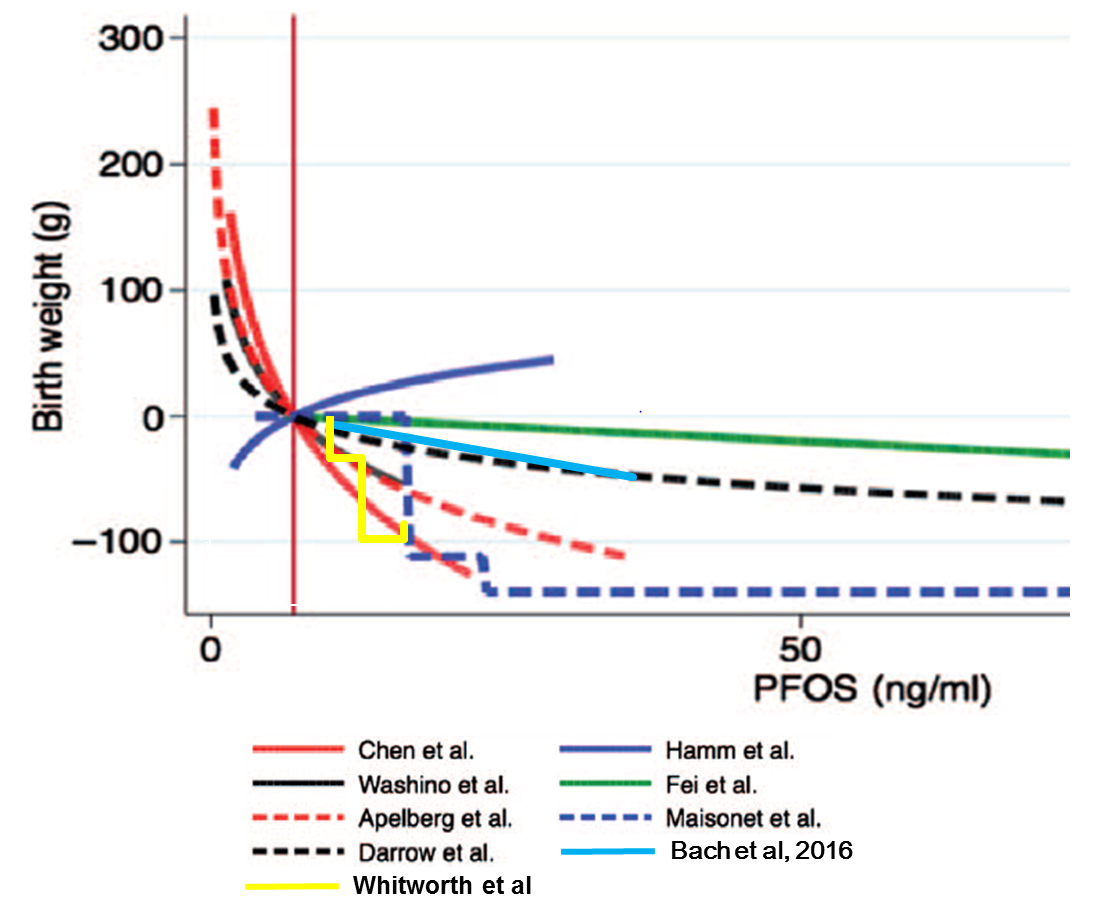 300
200
100
0
−100
Birth weight (g)
0 50
PFOS (ng/ml)
Chen et al. Hamm et al.
Washino et al. Fei et al.
Apelberg et al. Maisonet et al.
Darrow et al. Bach et al, 2016
Whitworth et al